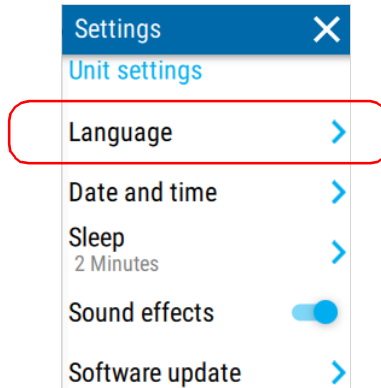 Settings
Unit settings
Language
Date and time
Sleep
2 Minutes
Sound effects
Software update